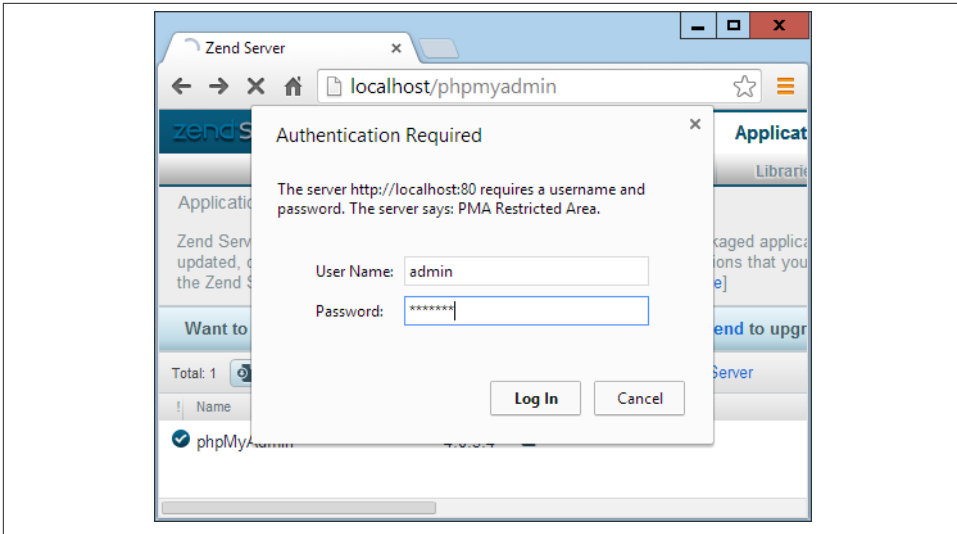 Zend Server
localhost/phpmyadmin
zend S
Applicat
Authentication Required
Librarie
The server http://localhost:80 requires a username and
password. The server says: PMA Restricted Area.
Applicatio
Zend Serv
kaged applica
updated, c
ions that you
the Zend S
e]
User Name: admin
Password: *******
Want to
end to upgr
Total: 1
Server
Log In
Cancel
! Name
phpMyAdmin